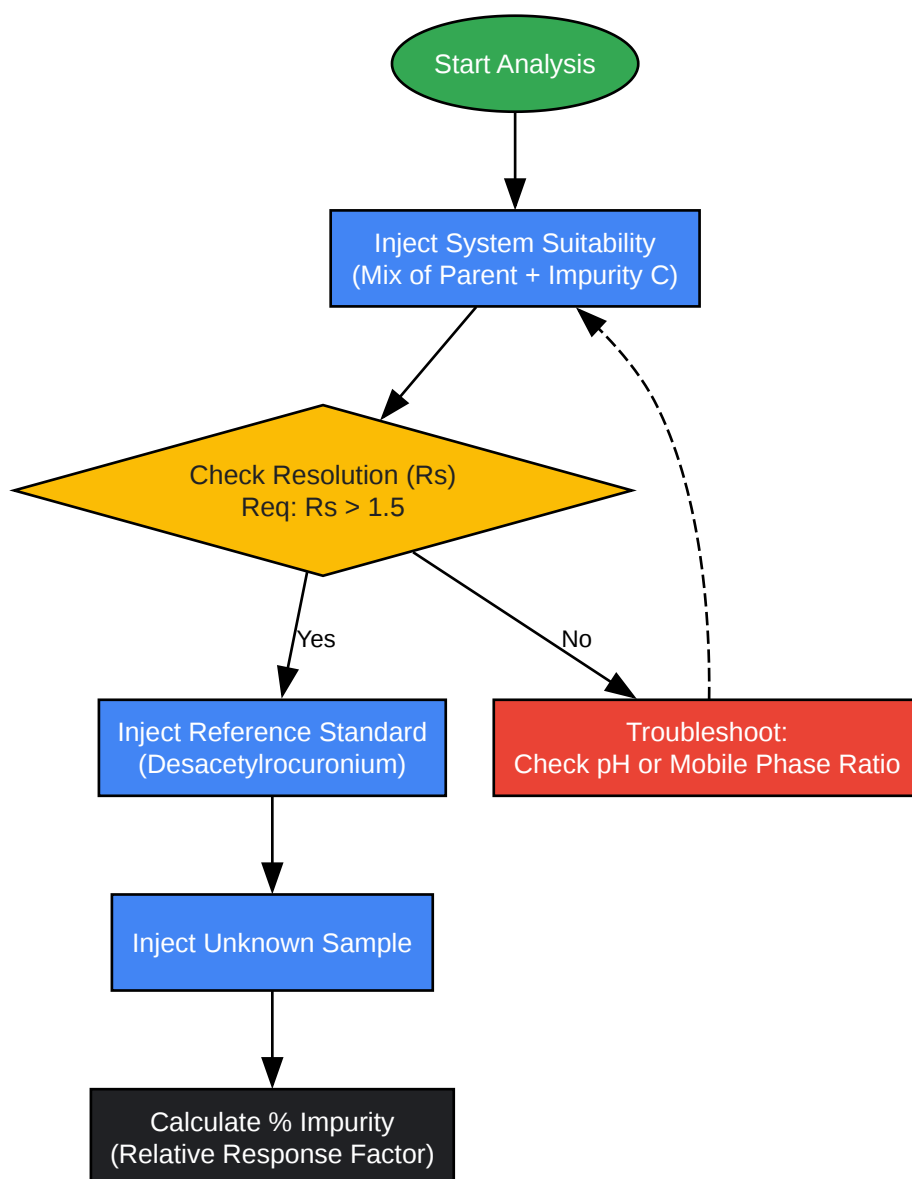 Start Analysis
Inject System Suitability
(Mix of Parent + Impurity C)
Check Resolution (Rs)
Req: Rs > 1.5
Yes
No
Inject Reference Standard
(Desacetylrocuronium)
Troubleshoot:
Check pH or Mobile Phase Ratio
Inject Unknown Sample
Calculate % Impurity
(Relative Response Factor)